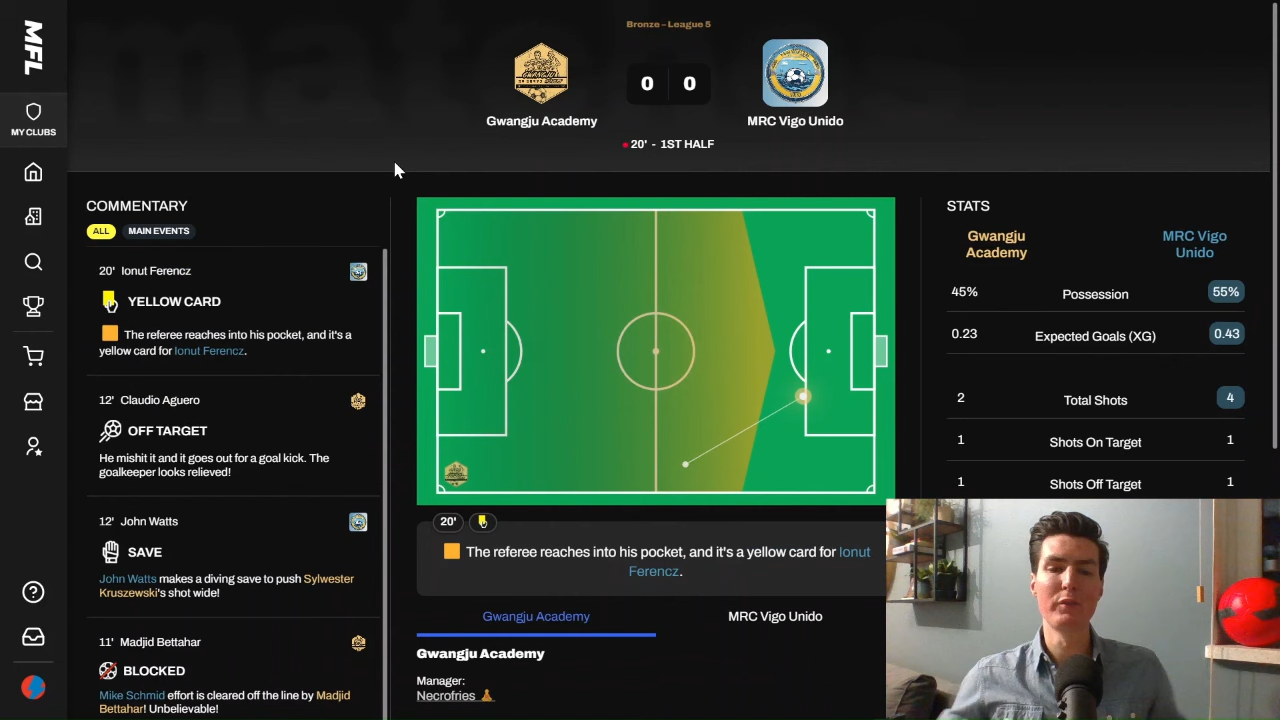 MFL
MY CLUBS
Bronze – League 5
0 0
Gwangju Academy
MRC Vigo Unido
20' - 1ST HALF
COMMENTARY
ALL MAIN EVENTS
20' Ionut Ferencz
YELLOW CARD
The referee reaches into his pocket, and it's a
yellow card for Ionut Ferencz.
12' Claudio Aguero
OFF TARGET
He mishit it and it goes out for a goal kick. The
goalkeeper looks relieved!
12' John Watts
SAVE
John Watts makes a diving save to push Sylwester
Kruszewski's shot wide!
11' Madjid Bettahar
BLOCKED
Mike Schmid effort is cleared off the line by Madjid
Bettahar! Unbelievable!
20'
The referee reaches into his pocket, and it's a yellow card for Ionut
Ferencz.
Gwangju Academy
MRC Vigo Unido
Gwangju Academy
Manager:
Necrofries
STATS
Gwangju
Academy
MRC Vigo
Unido
45% Possession 55%
0.23 Expected Goals (XG) 0.43
2 Total Shots 4
1 Shots On Target 1
1 Shots Off Target 1